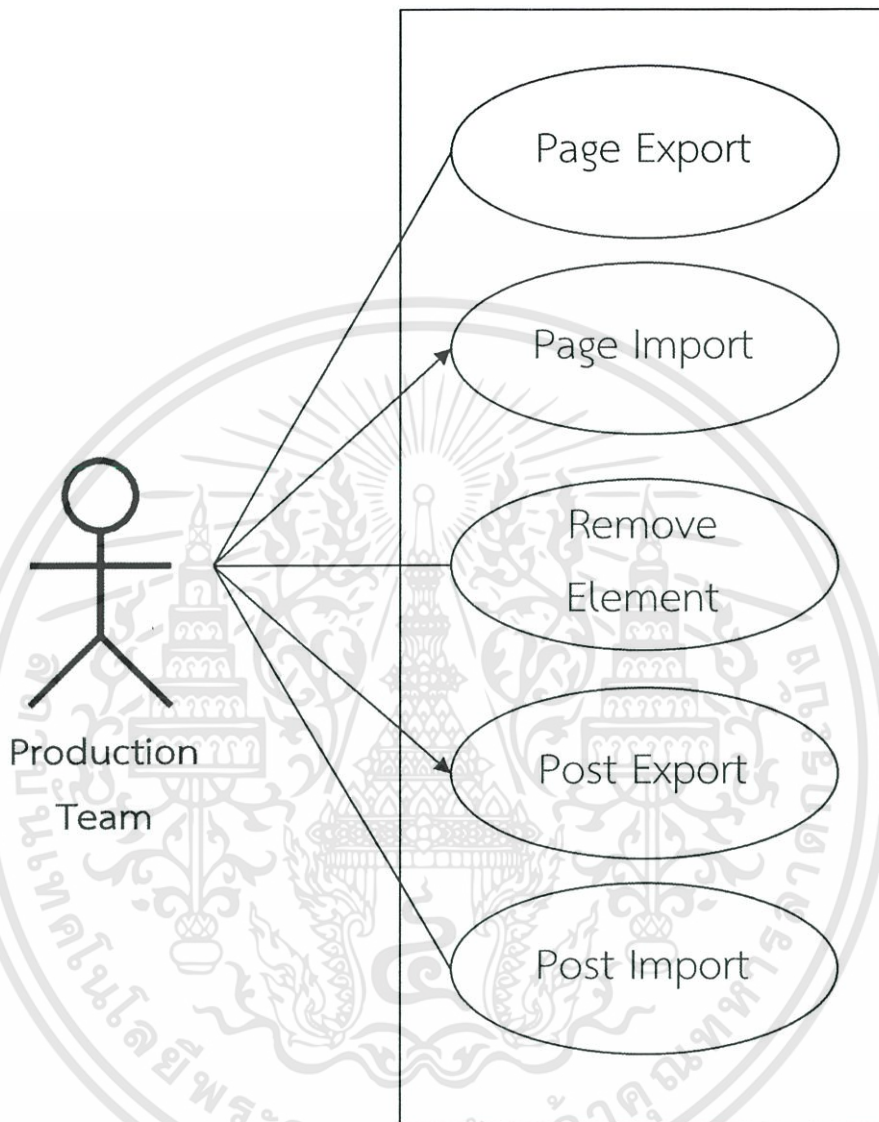 Page Export
Page Import
Remove
Element
Production
Team
Post Export
Post Import